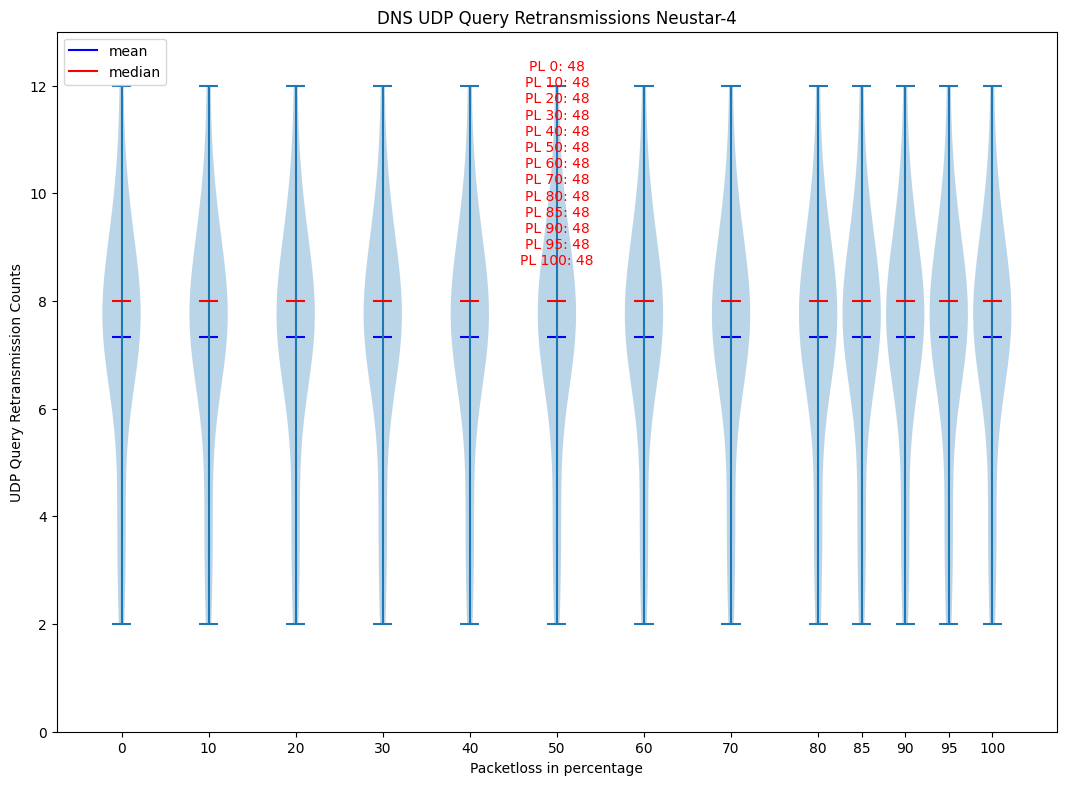 DNS UDP Query Retransmissions Neustar-4
mean
median
PL 0: 48
PL 10: 48
PL 20: 48
PL 30: 48
PL 40: 48
PL 50: 48
PL 60: 48
PL 70: 48
PL 80: 48
PL 85: 48
PL 90: 48
PL 95: 48
PL 100: 48
UDP Query Retransmission Counts
12
10
8
6
4
2
0
0 10 20 30 40 50 60 70 80 85 90 95 100
Packetloss in percentage